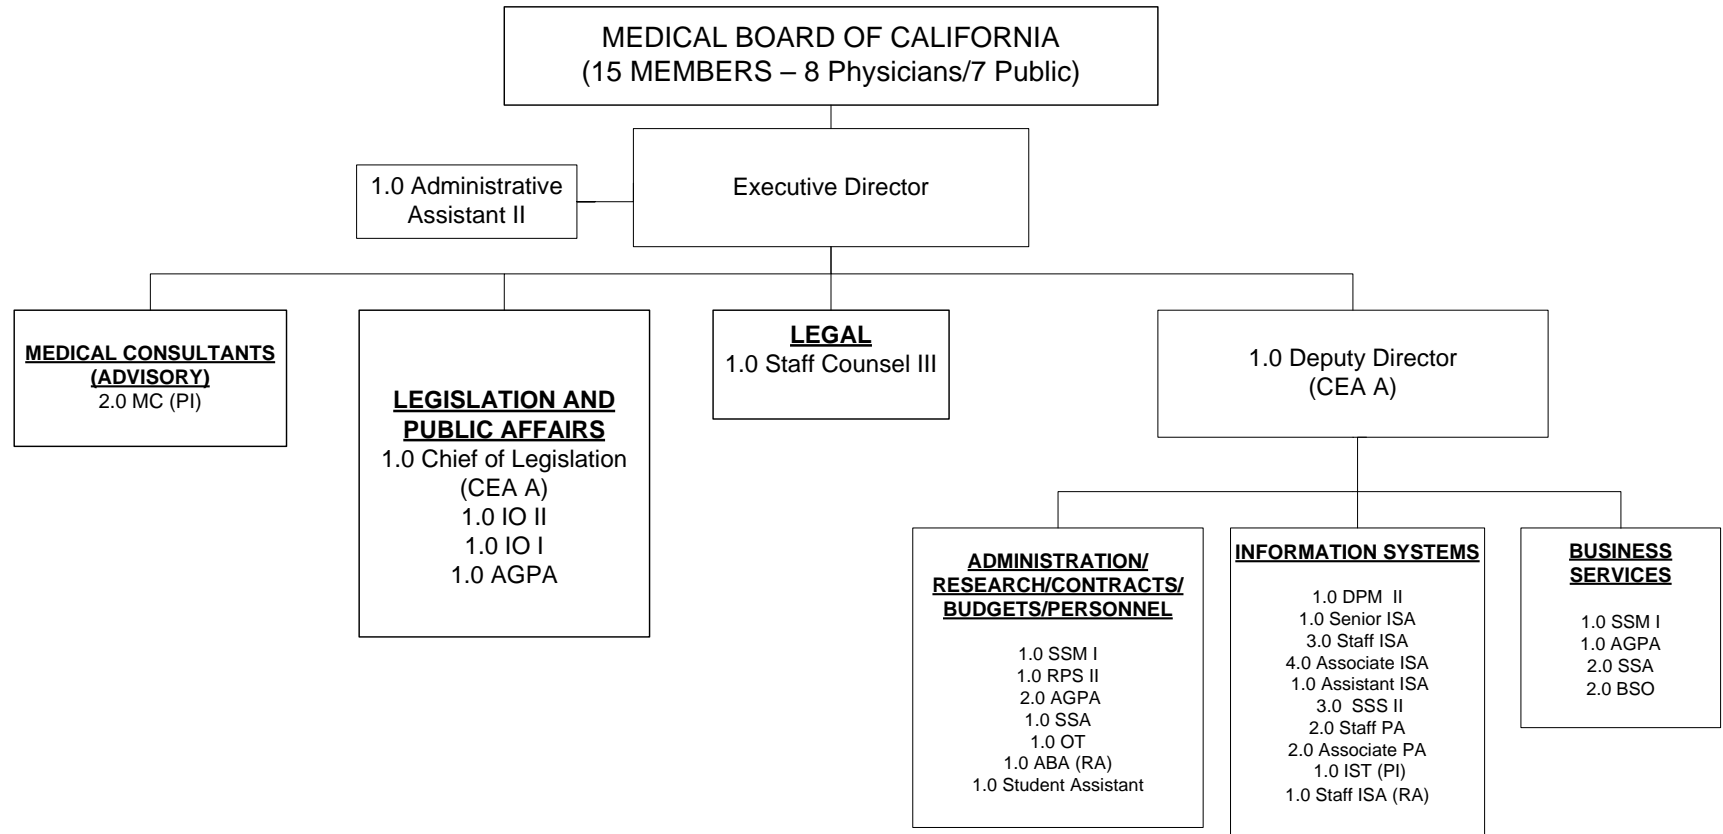 MEDICAL BOARD OF CALIFORNIA
(15 MEMBERS – 8 Physicians/7 Public)
1.0 Administrative
Assistant II
Executive Director
MEDICAL CONSULTANTS
(ADVISORY)
2.0 MC (PI)
LEGISLATION AND
PUBLIC AFFAIRS
1.0 Chief of Legislation
(CEA A)
1.0 IO II
1.0 IO I
1.0 AGPA
LEGAL
1.0 Staff Counsel III
1.0 Deputy Director
(CEA A)
ADMINISTRATION/
RESEARCH/CONTRACTS/
BUDGETS/PERSONNEL
1.0 SSM I
1.0 RPS II
2.0 AGPA
1.0 SSA
1.0 OT
1.0 ABA (RA)
1.0 Student Assistant
INFORMATION SYSTEMS
1.0 DPM  II
1.0 Senior ISA
3.0 Staff ISA
4.0 Associate ISA
1.0 Assistant ISA
3.0  SSS II
2.0 Staff PA
2.0 Associate PA
1.0 IST (PI)
1.0 Staff ISA (RA)
BUSINESS
SERVICES
1.0 SSM I
1.0 AGPA
2.0 SSA
2.0 BSO